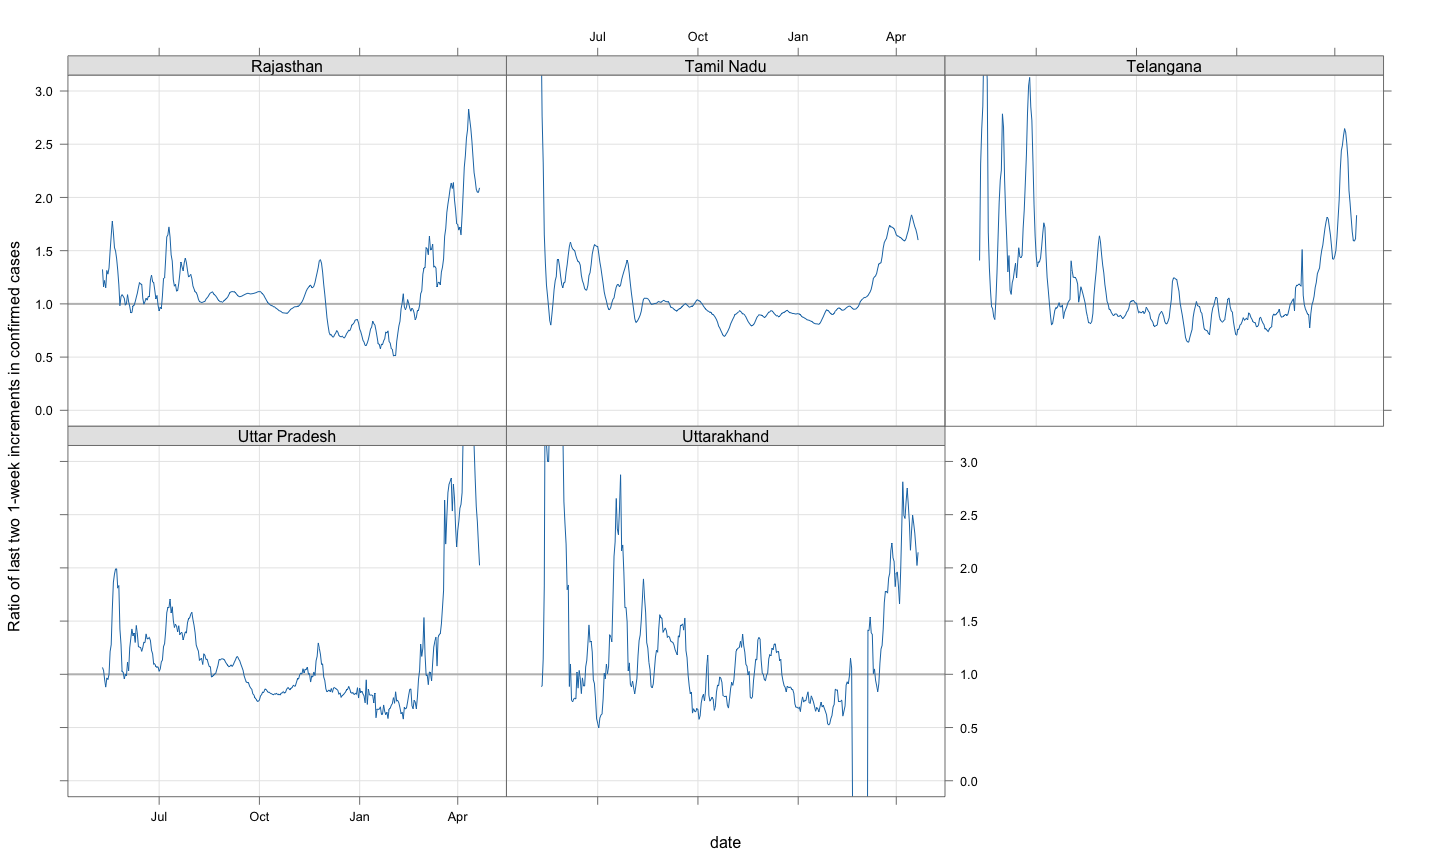 Jul Oct Jan Apr
Rajasthan Tamil Nadu Telangana
3.0
2.5
2.0
1.5
1.0
0.5
0.0
Uttar Pradesh Uttarakhand
3.0
2.5
2.0
1.5
1.0
0.5
0.0
Jul Oct Jan Apr
date
Ratio of last two 1-week increments in confirmed cases